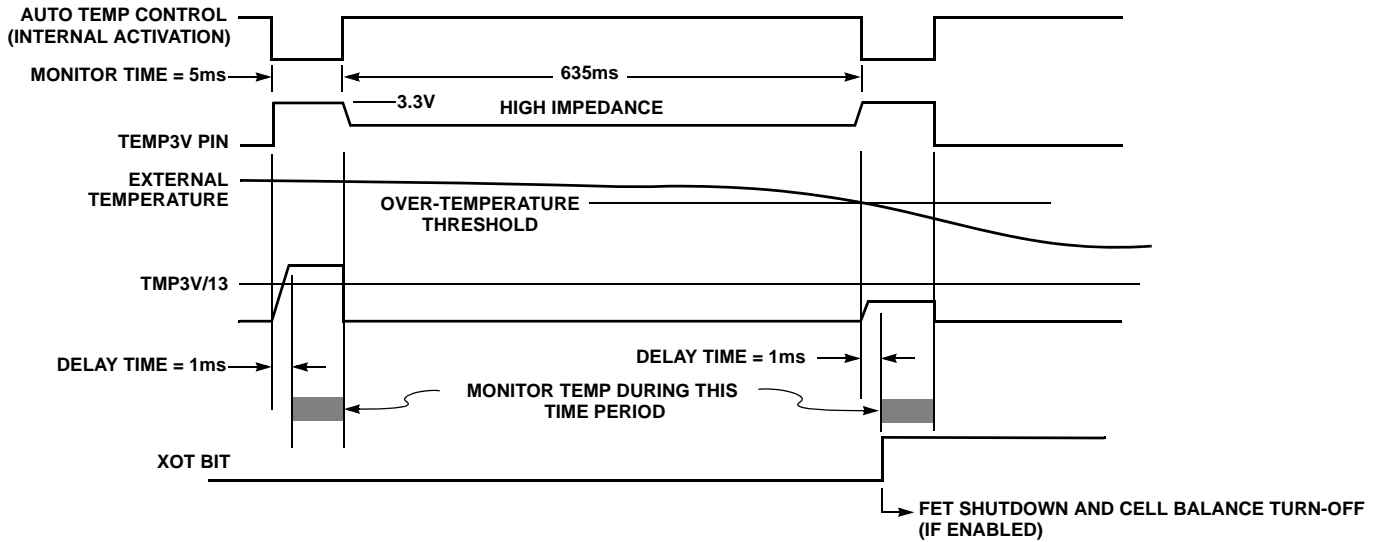 AUTO TEMP CONTROL
(INTERNAL ACTIVATION)
MONITOR TIME = 5ms
635ms
3.3V
HIGH IMPEDANCE
TEMP3V PIN
EXTERNAL
TEMPERATURE
OVER-TEMPERATURE
THRESHOLD
TMP3V/13
DELAY TIME = 1ms
DELAY TIME = 1ms
MONITOR TEMP DURING THIS
TIME PERIOD
XOT BIT
FET SHUTDOWN AND CELL BALANCE TURN-OFF
(IF ENABLED)